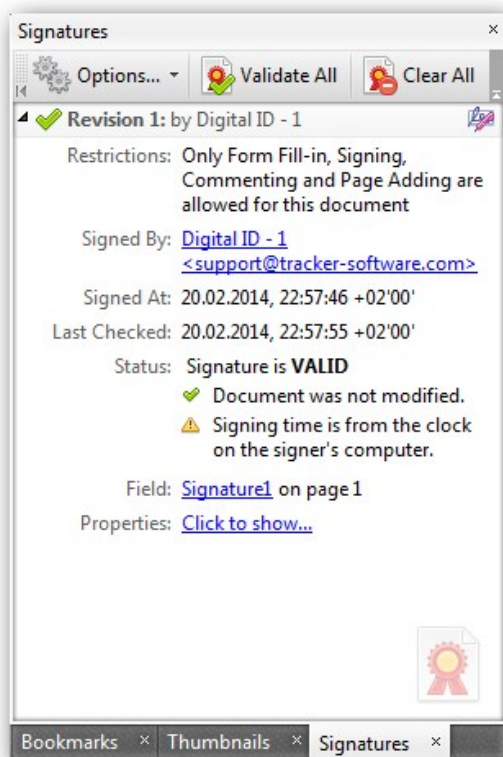 Signatures
Options... Validate All Clear All
Revision 1: by Digital ID - 1
Restrictions: Only Form Fill-in, Signing,
Commenting and Page Adding are
allowed for this document
Signed By: Digital ID - 1
<support@tracker-software.com>
Signed At: 20.02.2014, 22:57:46 +02'00'
Last Checked: 20.02.2014, 22:57:55 +02'00'
Status: Signature is VALID
Document was not modified.
Signing time is from the clock
on the signer's computer.
Field: Signature1 on page 1
Properties: Click to show...
Bookmarks × Thumbnails × Signatures ×